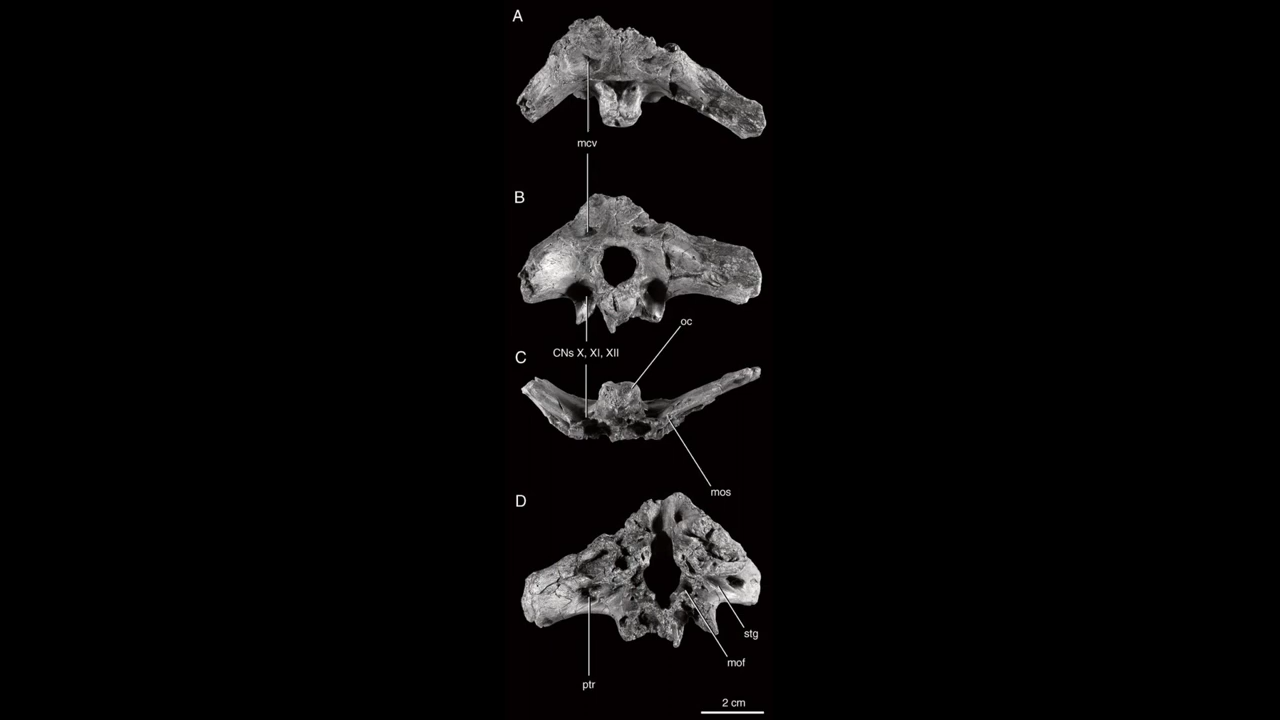 A
mcv
B
oc
CNs X, XI, XII
C
mos
D
stg
mof
ptr
2 cm